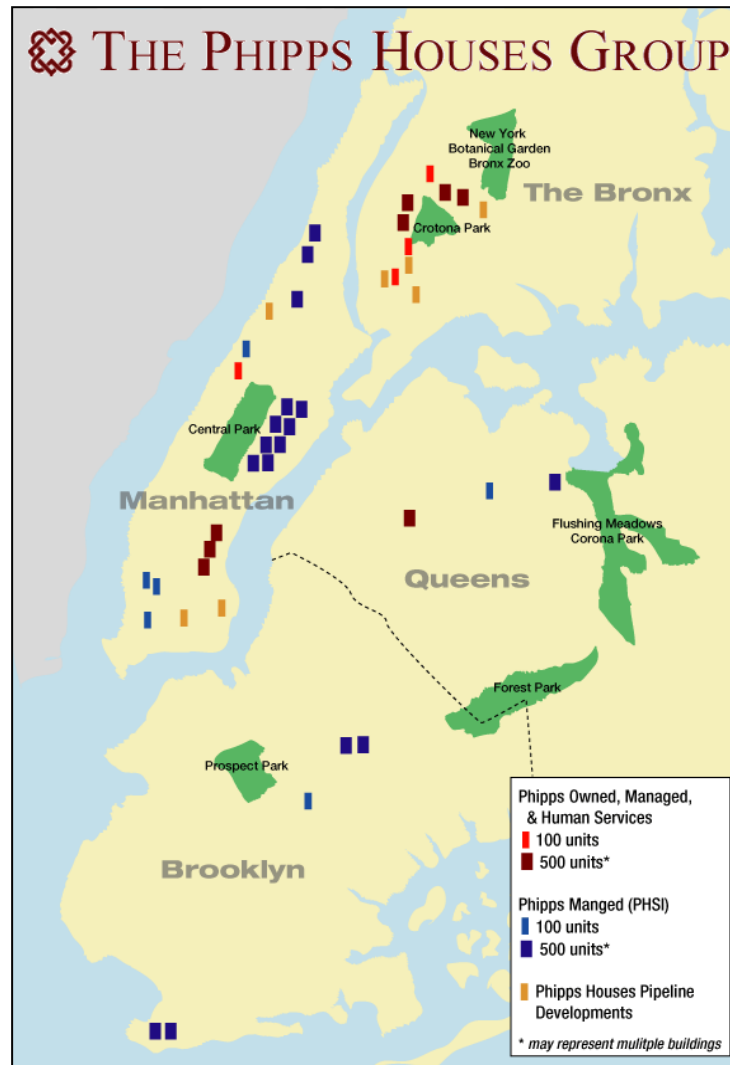 THE PHIPPS HOUSES GROUP
New York
Botanical Garden
Bronx Zoo
The Bronx
Crotona Park
Central Park
Manhattan
Flushing Meadows
Corona Park
Queens
Forest Park
Prospect Park
Brooklyn
Phipps Owned, Managed,
& Human Services
100 units
500 units*
Phipps Manged (PHSI)
100 units
500 units*
Phipps Houses Pipeline
Developments
* may represent mulitple buildings